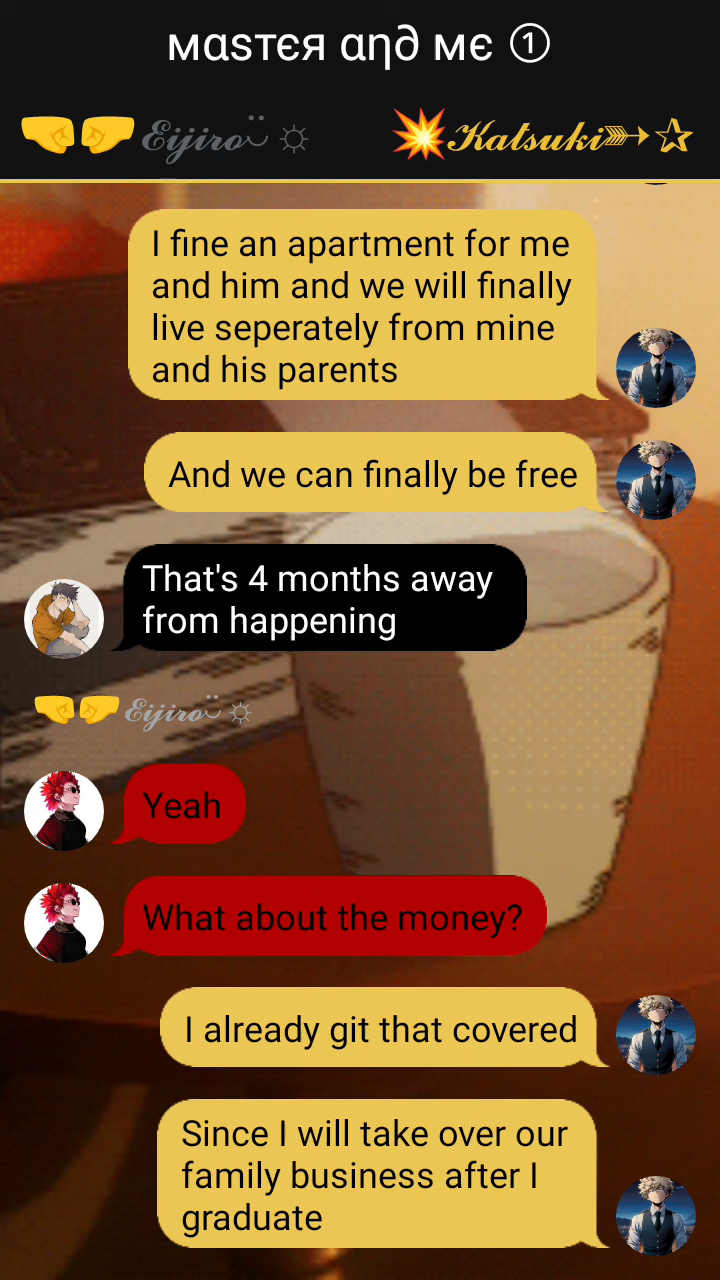 мαѕтєя αη∂ мє ①
🤜🤛𝓔𝓲𝓳𝓲𝓻𝓸ّ ☼ 💥𝓚𝓪𝓽𝓼𝓾𝓴𝓲➳☆
I fine an apartment for me
and him and we will finally
live seperately from mine
and his parents
And we can finally be free
That's 4 months away
from happening
🤜🤛𝓔𝓲𝓳𝓲𝓻𝓸 ☼
Yeah
What about the money?
I already git that covered
Since I will take over our
family business after I
graduate